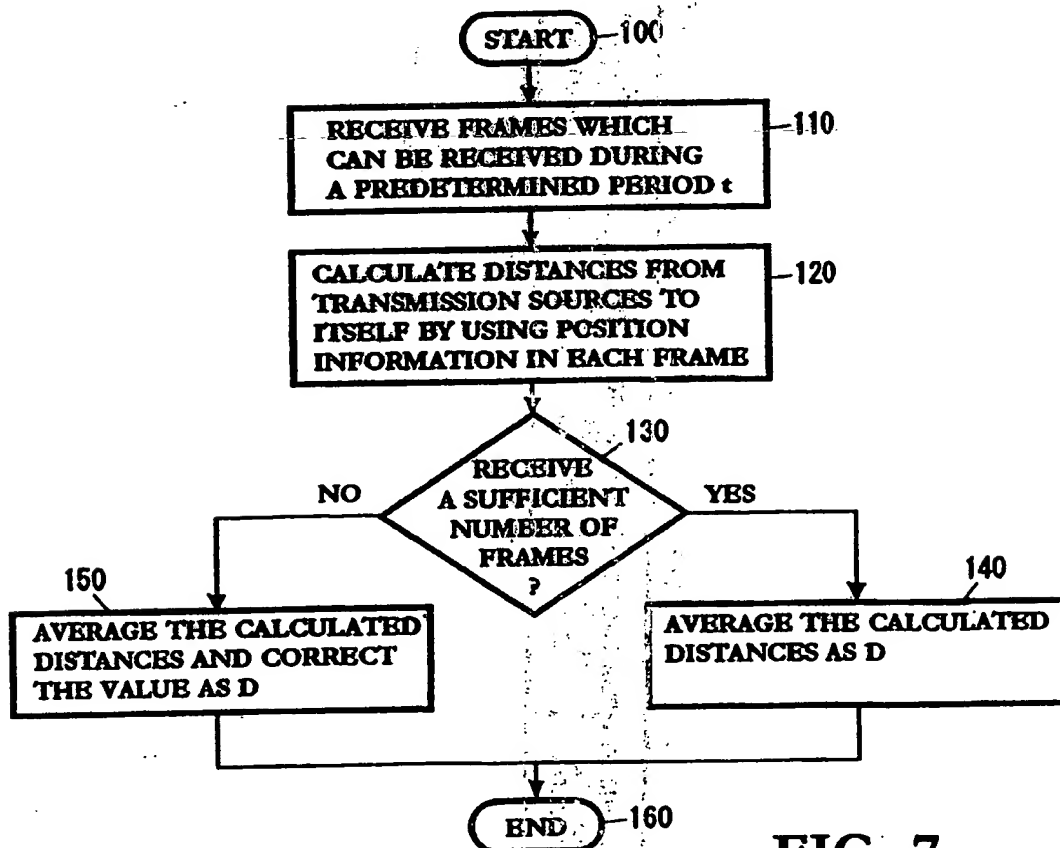 START 100
RECEIVE FRAMES WHICH
CAN BE RECEIVED DURING
A PREDETERMINED PERIOD t
110
CALCULATE DISTANCES FROM
TRANSMISSION SOURCES TO
ITSELF BY USING POSITION
INFORMATION IN EACH FRAME
120
130
RECEIVE
A SUFFICIENT
NUMBER OF
FRAMES
?
NO
YES
150
AVERAGE THE CALCULATED
DISTANCES AND CORRECT
THE VALUE AS D
140
AVERAGE THE CALCULATED
DISTANCES AS D
END 160
FIG. 7